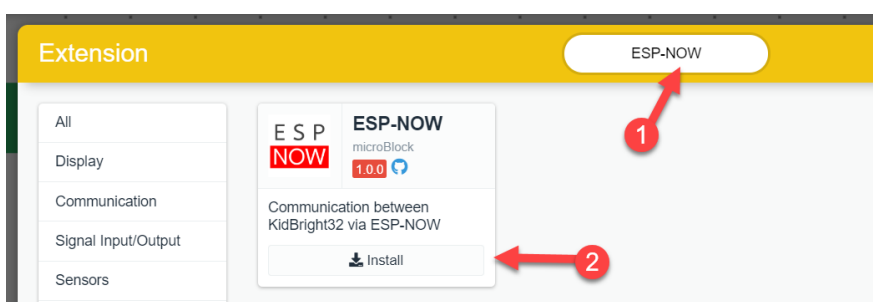 Extension
ESP-NOW
1
All
Display
Communication
Signal Input/Output
Sensors
E S P
NOW
ESP-NOW
microBlock
1.0.0
Communication between
KidBright32 via ESP-NOW
Install
2